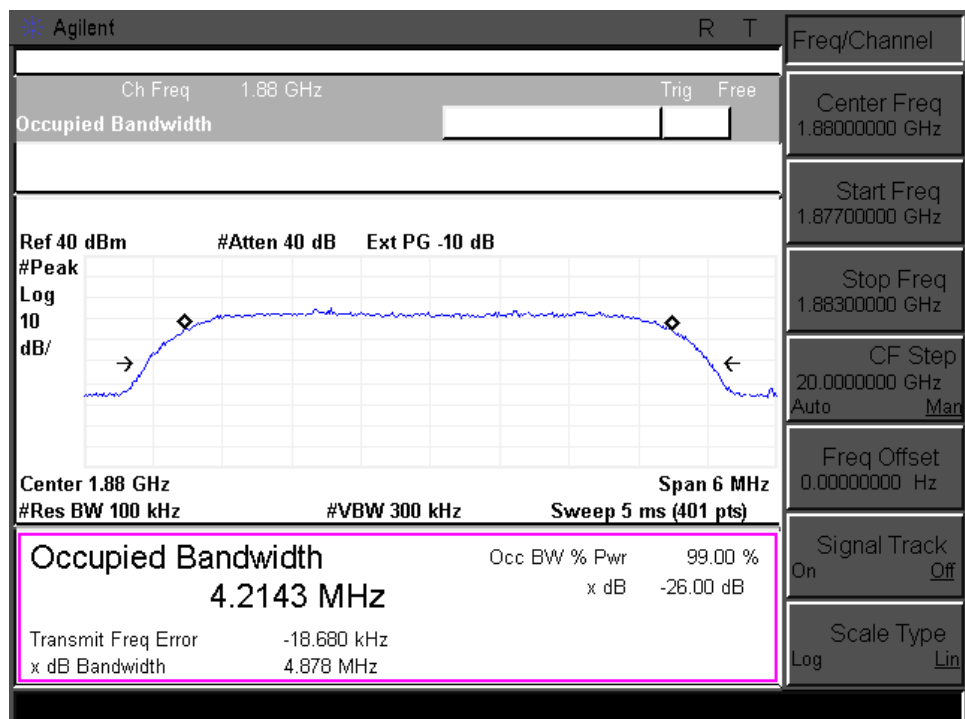 Agilent R T
Ch Freq 1.88 GHz Trig Free
Occupied Bandwidth
Ref 40 dBm #Atten 40 dB Ext PG -10 dB
#Peak
Log
10
dB/
Center 1.88 GHz Span 6 MHz
#Res BW 100 kHz #VBW 300 kHz Sweep 5 ms (401 pts)
Occupied Bandwidth Occ BW % Pwr 99.00 %
4.2143 MHz x dB -26.00 dB
Transmit Freq Error -18.680 kHz
x dB Bandwidth 4.878 MHz
Freq/Channel
Center Freq
1.88000000 GHz
Start Freq
1.87700000 GHz
Stop Freq
1.88300000 GHz
CF Step
20.0000000 GHz
Auto Man
Freq Offset
0.00000000 Hz
Signal Track
On Off
Scale Type
Log Lin